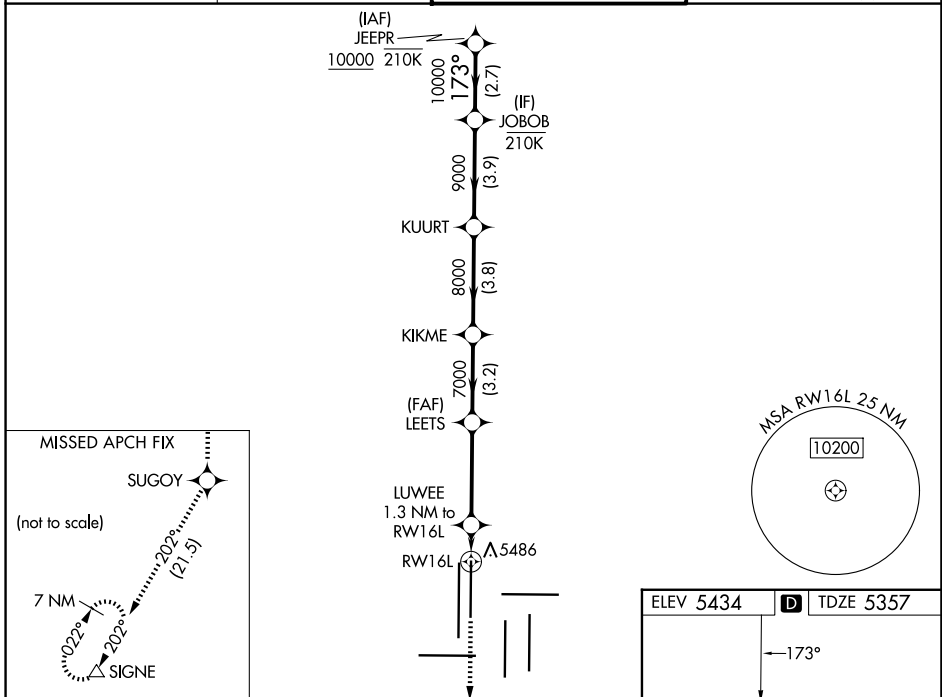 (IAF)
JEEPR
10000 210K
10000
173°
(2.7)
(IF)
JOBOB
210K
9000
(3.9)
KUURT
8000
(3.8)
KIKME
7000
(3.2)
(FAF)
LEETS
LUWEE
1.3 NM to
RW16L
RW16L
5486
MISSED APCH FIX
SUGOY
(not to scale)
202°
(21.5)
7 NM
022°
202°
SIGNE
MSA RW16L 25 NM
10200
ELEV 5434 D TDZE 5357
173°